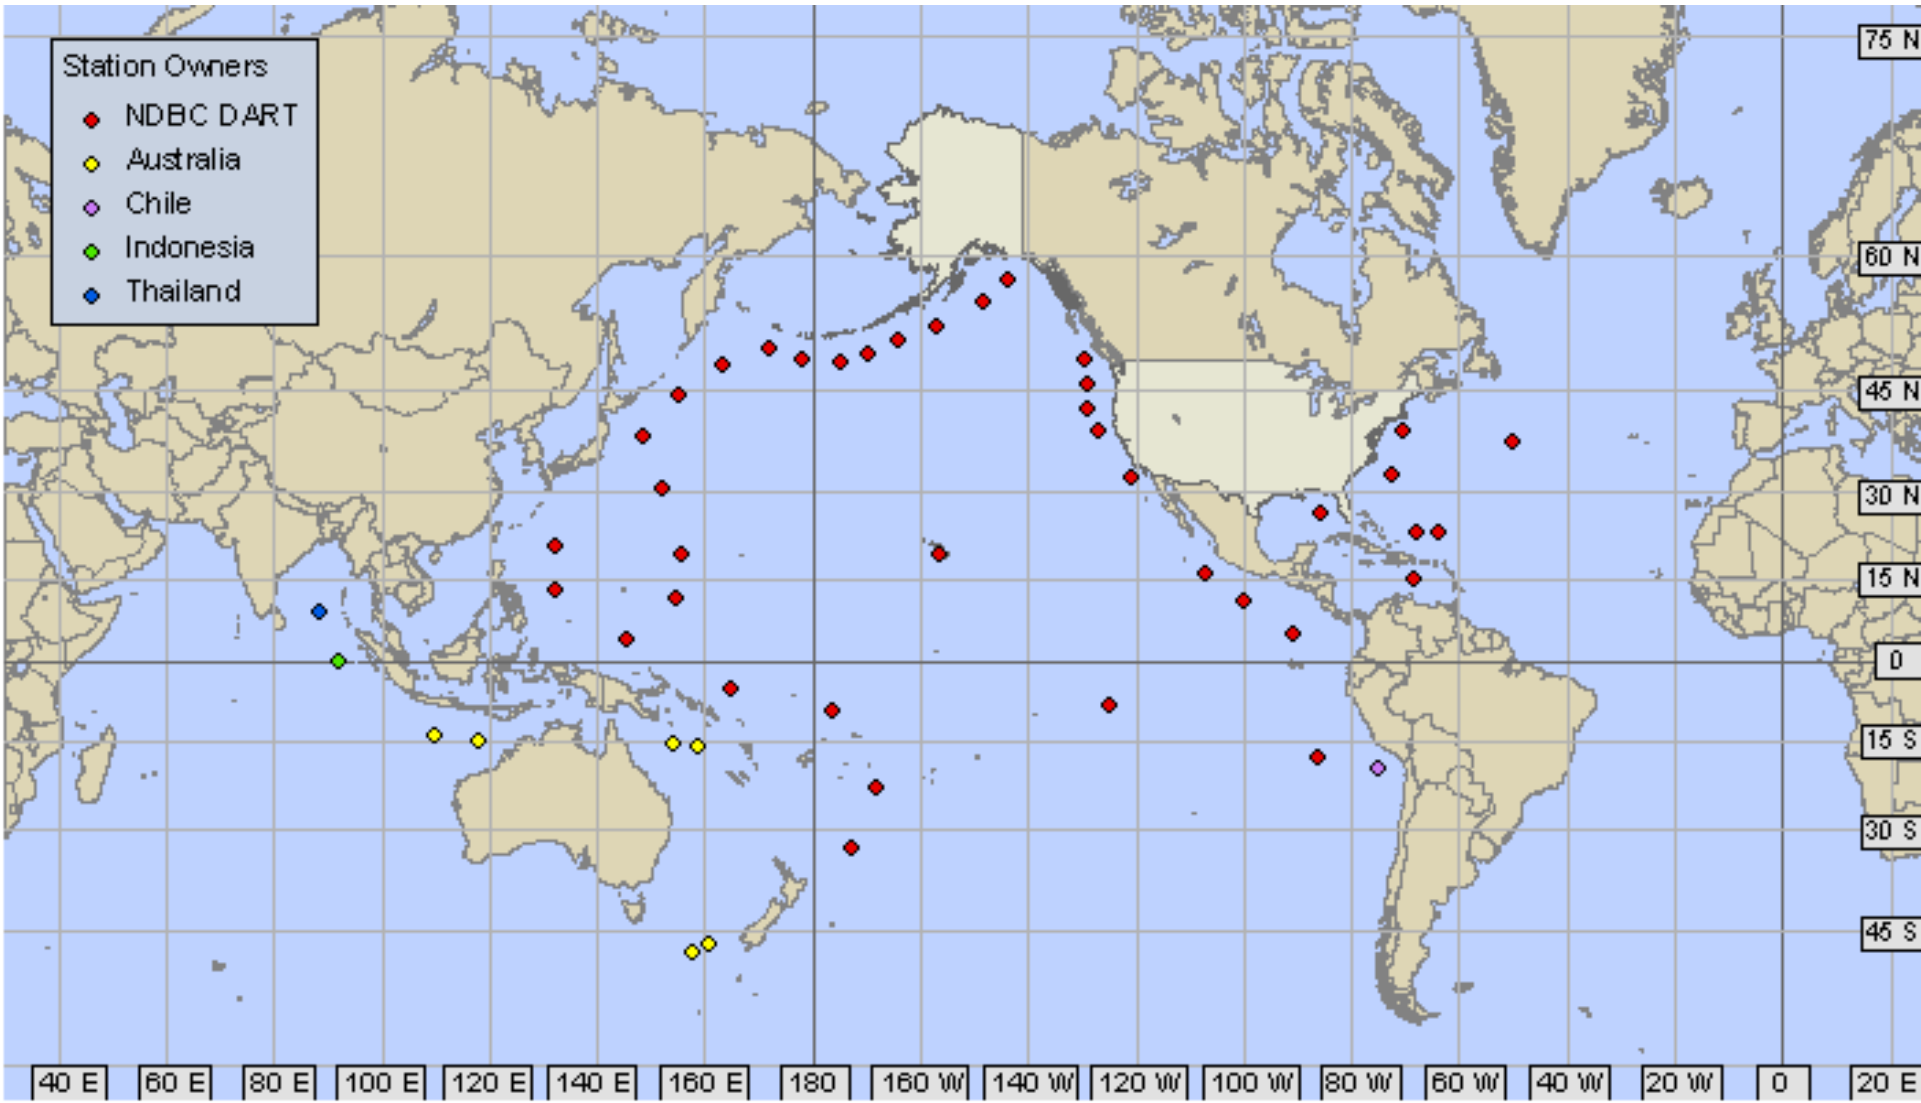 Station Owners
NDBC DART
Australia
Chile
Indonesia
Thailand
75 N
60 N
45 N
30 N
15 N
0
15 S
30 S
45 S
40 E 60 E 80 E 100 E 120 E 140 E 160 E 180 160 W 140 W 120 W 100 W 80 W 60 W 40 W 20 W 0 20 E